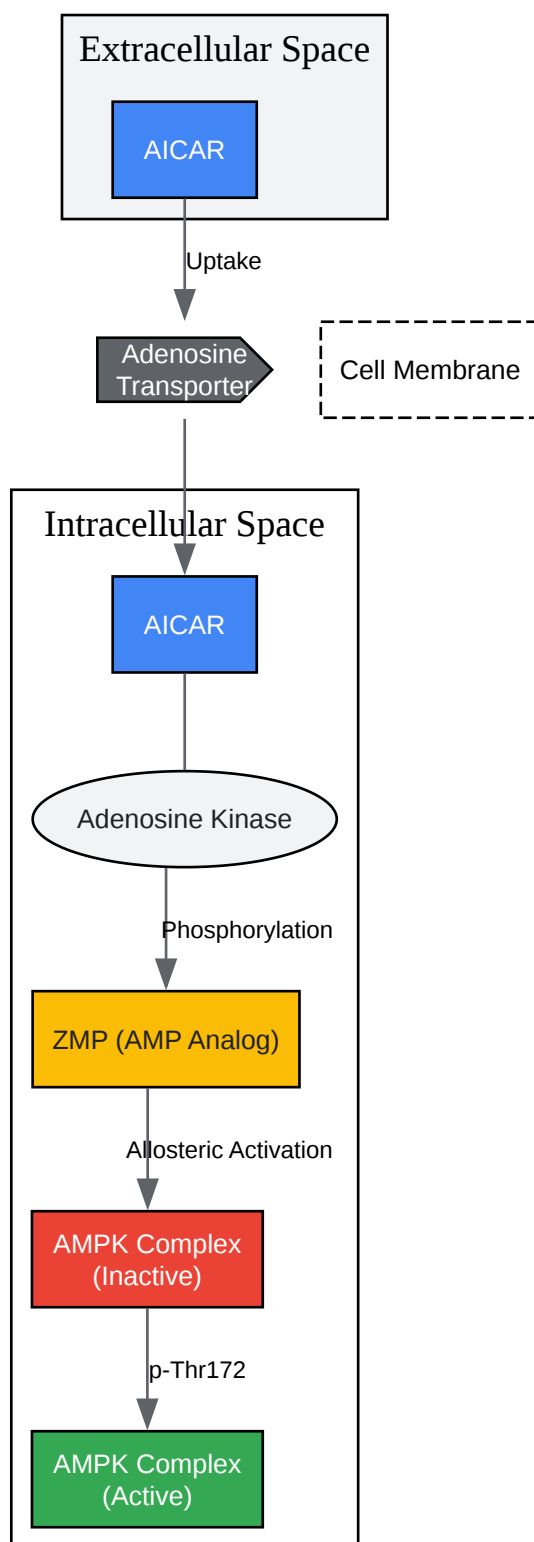 Extracellular Space
AICAR
Uptake
Adenosine
Transporter
Cell Membrane
Intracellular Space
AICAR
Adenosine Kinase
Phosphorylation
ZMP (AMP Analog)
Allosteric Activation
AMPK Complex
(Inactive)
p-Thr172
AMPK Complex
(Active)